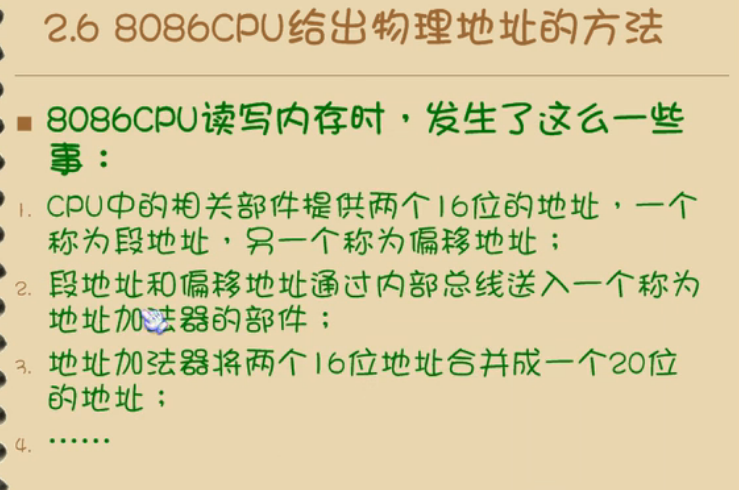 2.6 8086CPU给出物理地址的方法
■ 8086CPU读写内存时，发生了这么一些
事：
1. CPU中的相关部件提供两个16位的地址，一个
称为段地址，另一个称为偏移地址；
2. 段地址和偏移地址通过内部总线送入一个称为
地址加法器的部件；
3. 地址加法器将两个16位地址合并成一个20位
的地址；
4. ……